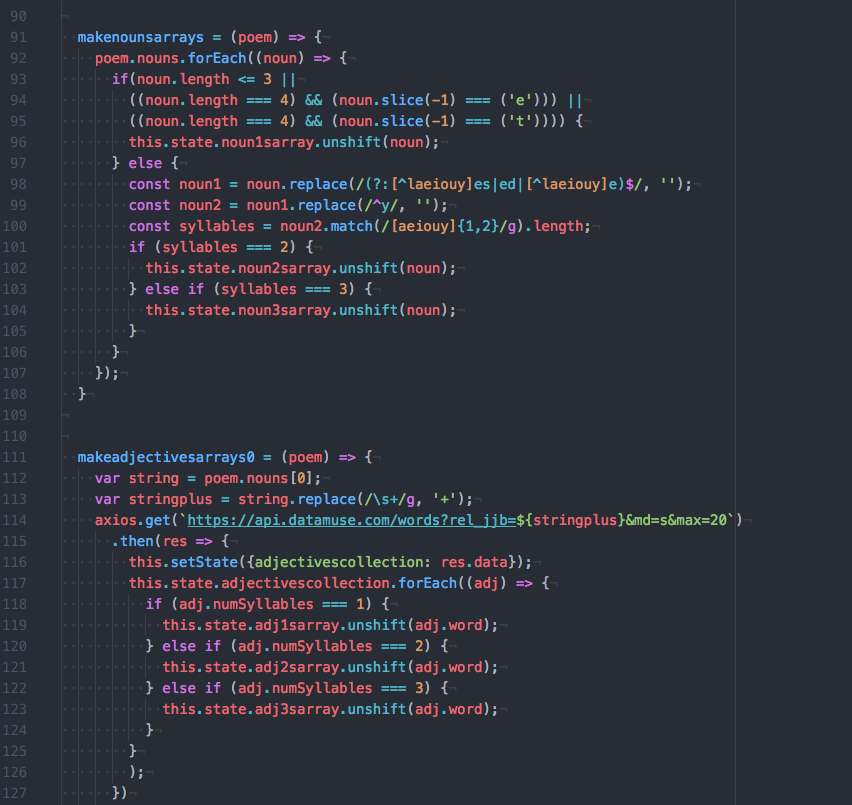 90
91 makenounsarrays = (poem) => {
92 poem.nouns.forEach((noun) => {
93 if(noun.length <= 3 ||
94 ((noun.length === 4) && (noun.slice(-1) === ('e'))) ||
95 ((noun.length === 4) && (noun.slice(-1) === ('t')))) {
96 this.state.noun1sarray.unshift(noun);
97 } else {
98 const noun1 = noun.replace(/(?:[^laeiouy]es|ed|[^laeiouy]e)$/, '');
99 const noun2 = noun1.replace(/^y/, '');
100 const syllables = noun2.match(/[aeiouy]{1,2}/g).length;
101 if (syllables === 2) {
102 this.state.noun2sarray.unshift(noun);
103 } else if (syllables === 3) {
104 this.state.noun3sarray.unshift(noun);
105 }
106 }
107 });
108 }
109
110
111 makeadjectivesarrays0 = (poem) => {
112 var string = poem.nouns[0];
113 var stringplus = string.replace(/\s+/g, '+');
114 axios.get(`https://api.datamuse.com/words?rel_jjb=${stringplus}&md=s&max=20`)
115 .then(res => {
116 this.setState({adjectivescollection: res.data});
117 this.state.adjectivescollection.forEach((adj) => {
118 if (adj.numSyllables === 1) {
119 this.state.adj1sarray.unshift(adj.word);
120 } else if (adj.numSyllables === 2) {
121 this.state.adj2sarray.unshift(adj.word);
122 } else if (adj.numSyllables === 3) {
123 this.state.adj3sarray.unshift(adj.word);
124 }
125 }
126 );
127 })